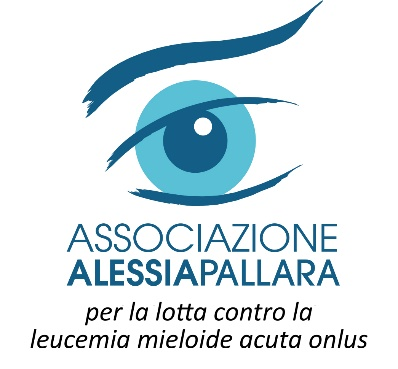 ASSOCIAZIONE
ALESSIAPALLARA
per la lotta contro la
leucemia mieloide acuta onlus